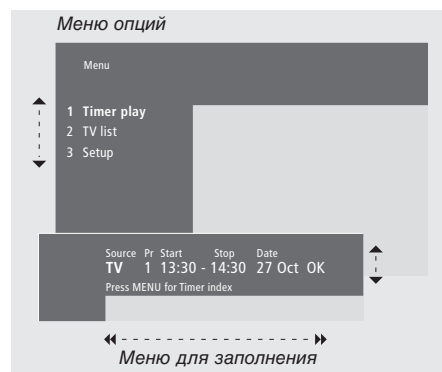 Меню опций
Menu
1 Timer play
2 TV list
3 Setup
Source Pr Start Stop Date
TV 1 13:30 - 14:30 27 Oct OK
Press MENU for Timer index
Меню для заполнения